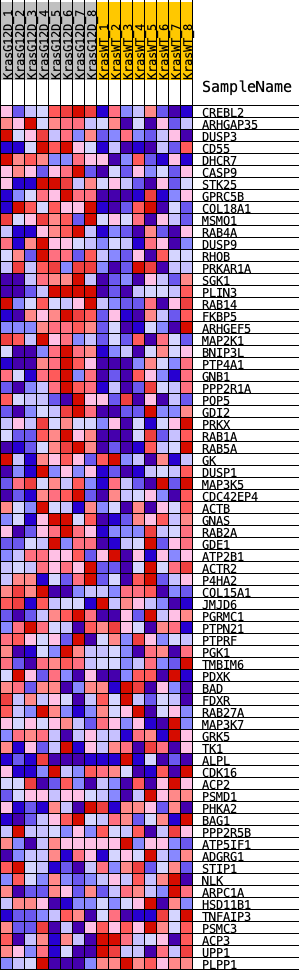 KrasG12D_1
KrasG12D_2
KrasG12D_3
KrasG12D_4
KrasG12D_5
KrasG12D_6
KrasG12D_7
KrasG12D_8
KrasWT_1
KrasWT_2
KrasWT_3
KrasWT_4
KrasWT_5
KrasWT_6
KrasWT_7
KrasWT_8
SampleName
CREBL2
ARHGAP35
DUSP3
CD55
DHCR7
CASP9
STK25
GPRC5B
COL18A1
MSMO1
RAB4A
DUSP9
RHOB
PRKAR1A
SGK1
PLIN3
RAB14
FKBP5
ARHGEF5
MAP2K1
BNIP3L
PTP4A1
GNB1
PPP2R1A
POP5
GDI2
PRKX
RAB1A
RAB5A
GK
DUSP1
MAP3K5
CDC42EP4
ACTB
GNAS
RAB2A
GDE1
ATP2B1
ACTR2
P4HA2
COL15A1
JMJD6
PGRMC1
PTPN21
PTPRF
PGK1
TMBIM6
PDXK
BAD
FDXR
RAB27A
MAP3K7
GRK5
TK1
ALPL
CDK16
ACP2
PSMD1
PHKA2
BAG1
PPP2R5B
ATP5IF1
ADGRG1
STIP1
NLK
ARPC1A
HSD11B1
TNFAIP3
PSMC3
ACP3
UPP1
PLPP1